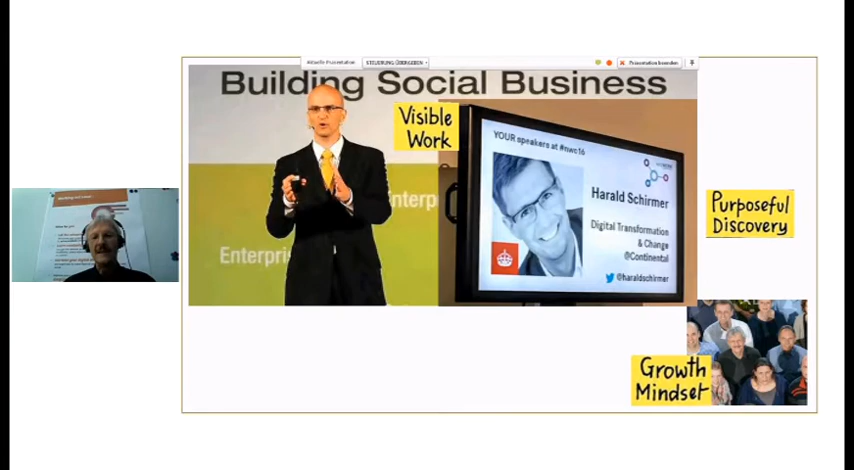 Aktuelle Präsentation
STEUERUNG ÜBERGEBEN
Präsentation beenden
Building Social Business
Visible
Work
YOUR speakers at #nwc16
Harald Schirmer
Digital Transformation
& Change
@Continental
@haraldschirmer
Enterp
Enterpris
Purposeful
Discovery
Growth
Mindset